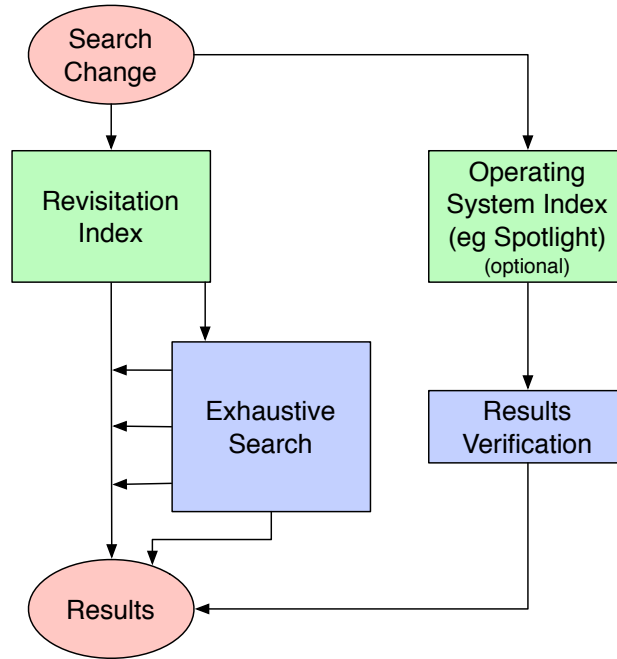 Search
Change
Revisitation
Index
Operating
System Index
(eg Spotlight)
(optional)
Exhaustive
Search
Results
Verification
Results